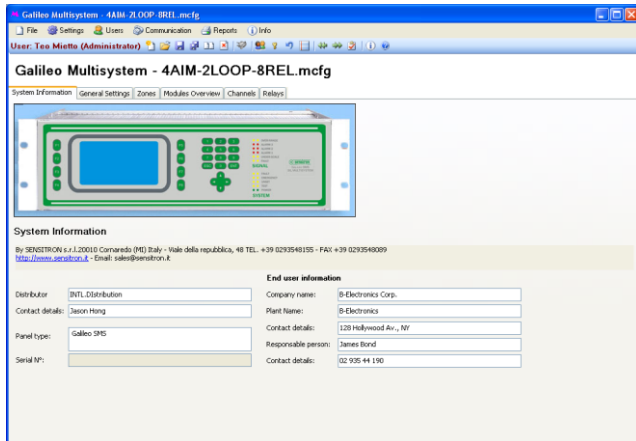 Galileo Multisystem - 4AIM-2LOOP-8REL.mcfg
File Settings Users Communication Reports Info
User: Teo Mietto (Administrator)
Galileo Multisystem - 4AIM-2LOOP-8REL.mcfg
System Information General Settings Zones Modules Overview Channels Relays
SIGNAL
SYSTEM
System Information
By SENSITRON s.r.l.20010 Cornaredo (MI) Italy - Viale della repubblica, 48 TEL. +39 0293548155 - FAX +39 0293548089
http://www.sensitron.it - Email: sales@sensitron.it
End user information
Distributor INTL.DIstribution Company name: B-Electronics Corp.
Contact details: Jason Hong Plant Name: B-Electronics
Contact details: 128 Hollywood Av., NY
Panel type: Galileo SMS Responsable person: James Bond
Serial N°: Contact details: 02 935 44 190